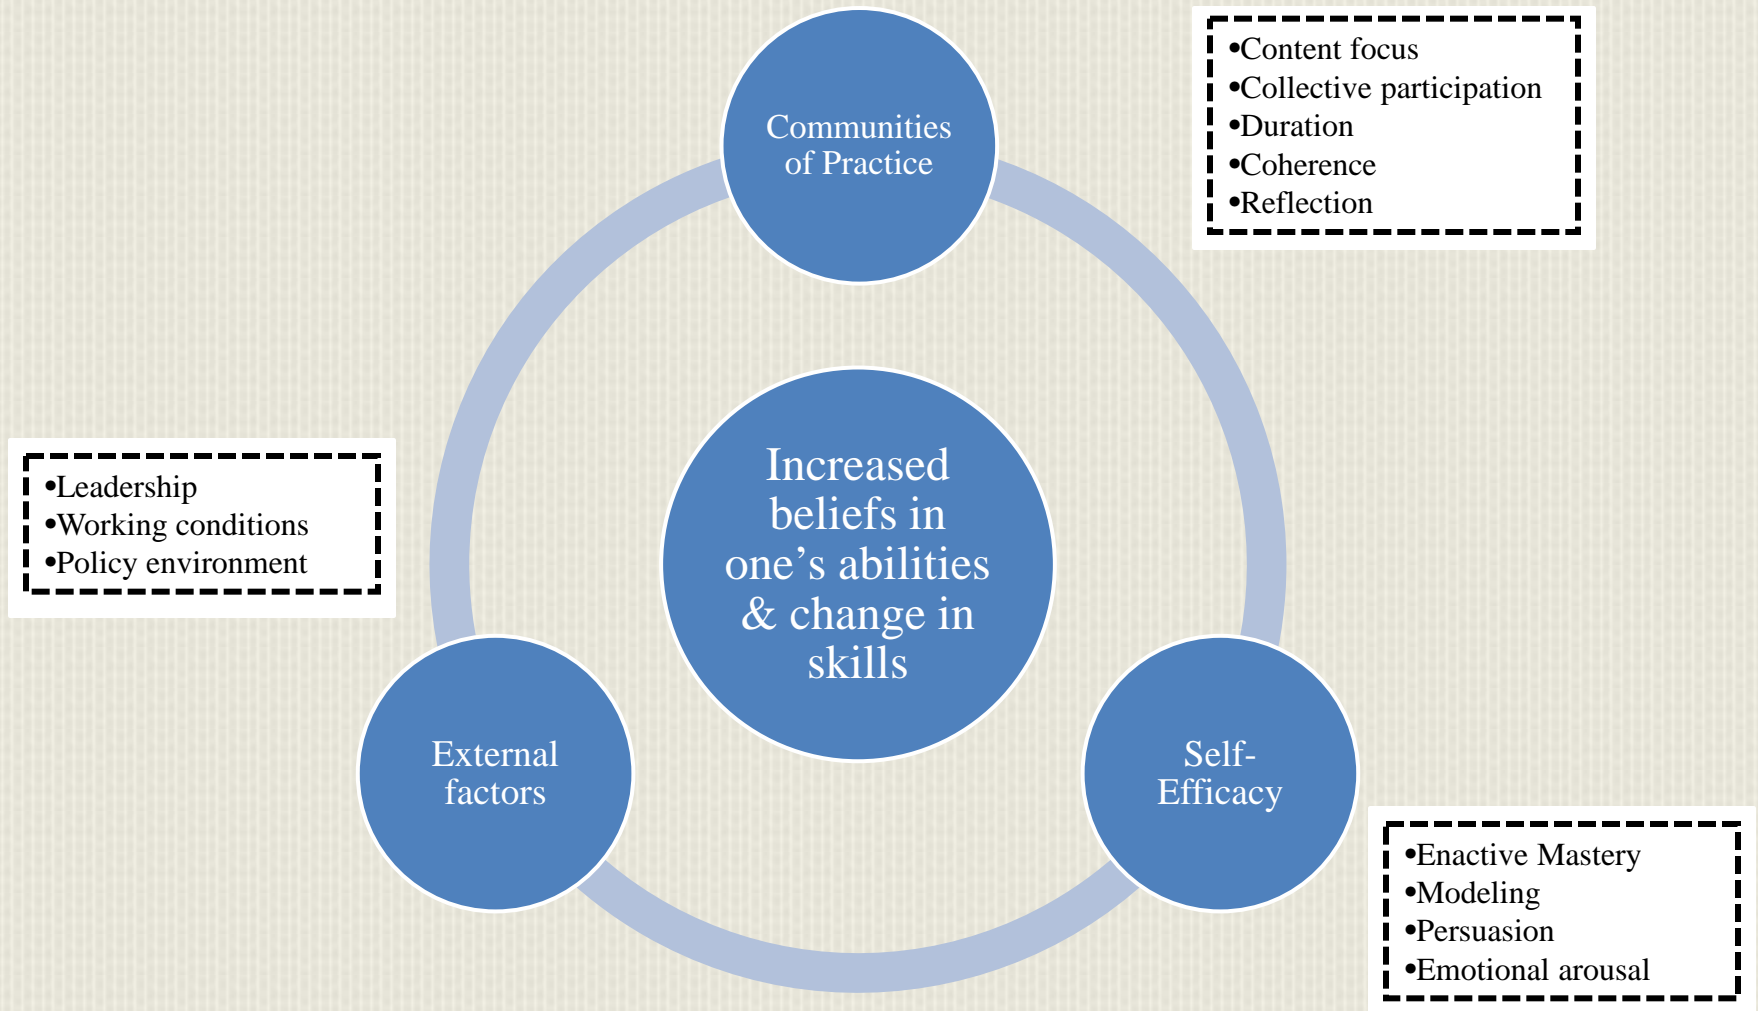 Communities
of Practice
•Content focus
•Collective participation
•Duration
•Coherence
•Reflection
Increased
beliefs in
one’s abilities
& change in
skills
•Leadership
•Working conditions
•Policy environment
External
factors
Self-
Efficacy
•Enactive Mastery
•Modeling
•Persuasion
•Emotional arousal